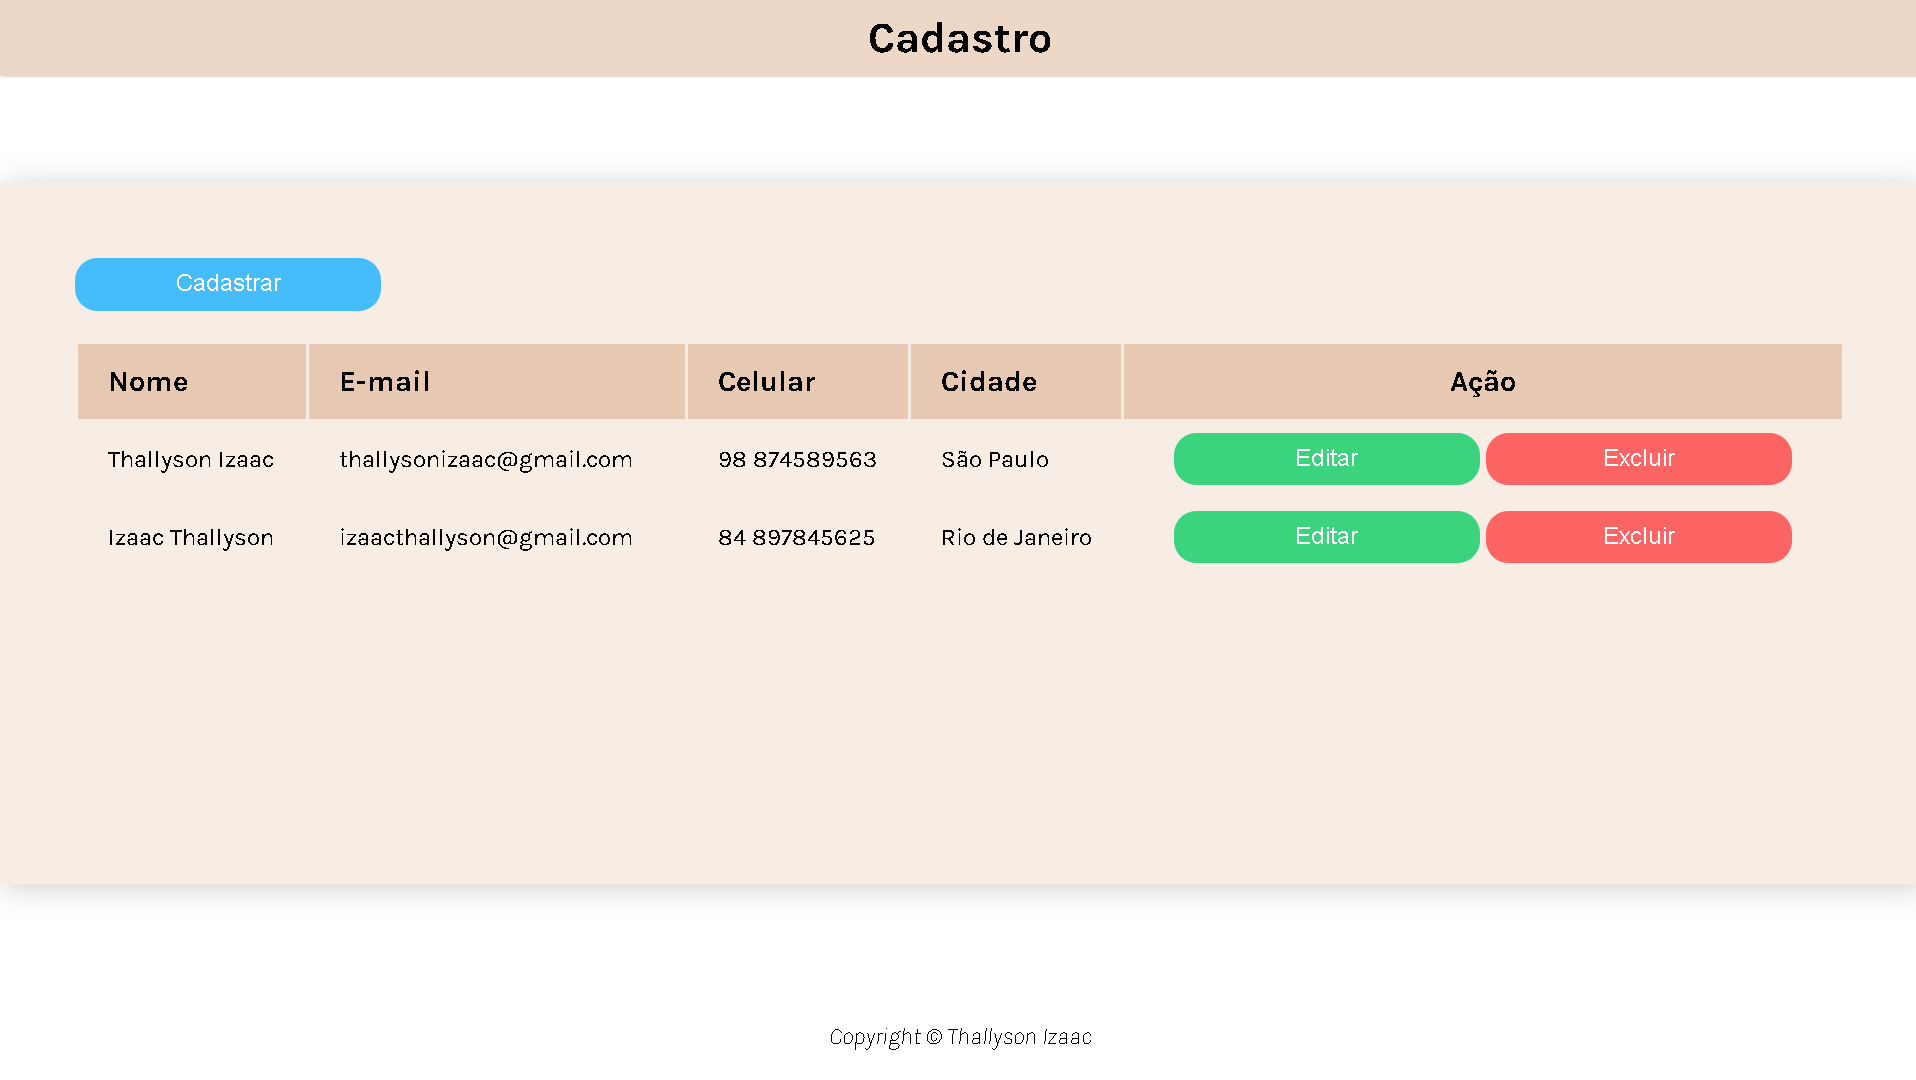 Cadastro
Cadastrar
Nome E-mail Celular Cidade Ação
Thallyson Izaac thallysonizaac@gmail.com 98 874589563 São Paulo Editar Excluir
Izaac Thallyson izaacthallyson@gmail.com 84 897845625 Rio de Janeiro Editar Excluir
Copyright © Thallyson Izaac